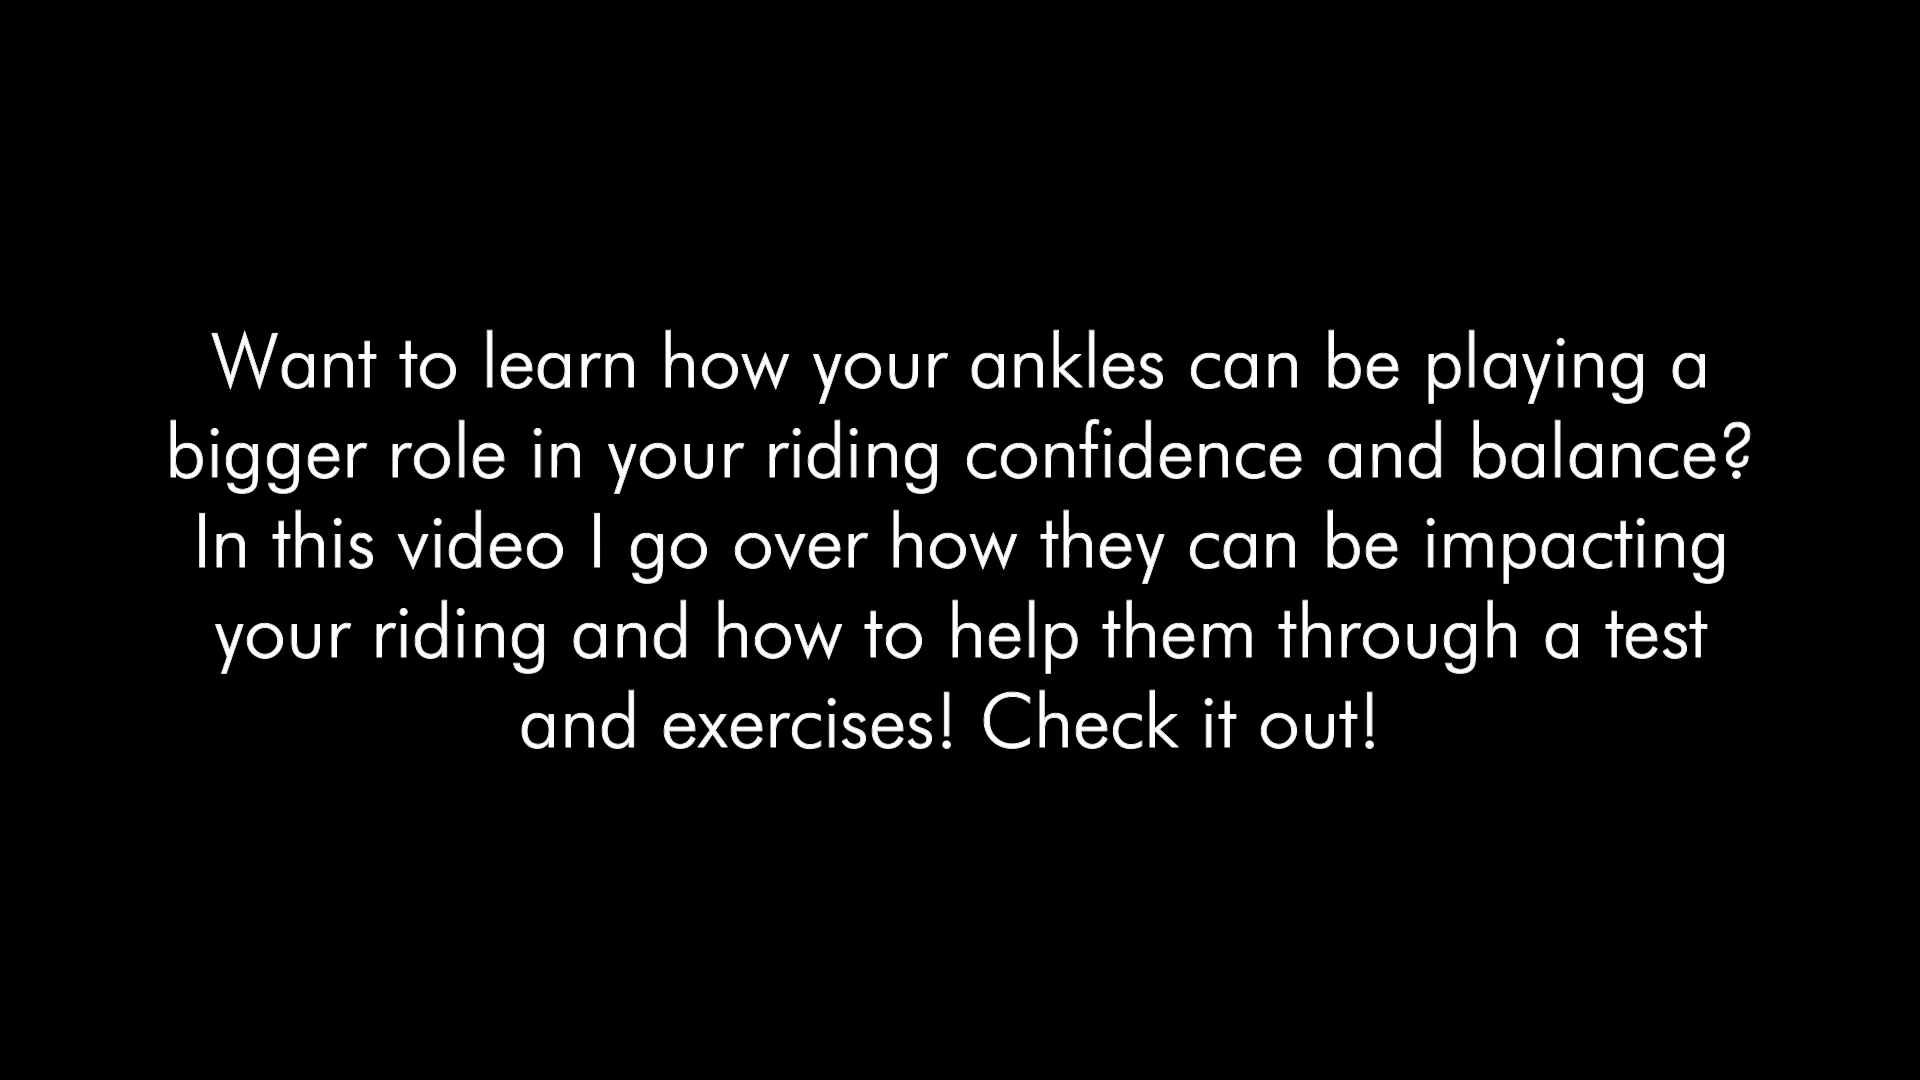 Want to learn how your ankles can be playing a
bigger role in your riding confidence and balance?
In this video I go over how they can be impacting
your riding and how to help them through a test
and exercises! Check it out!